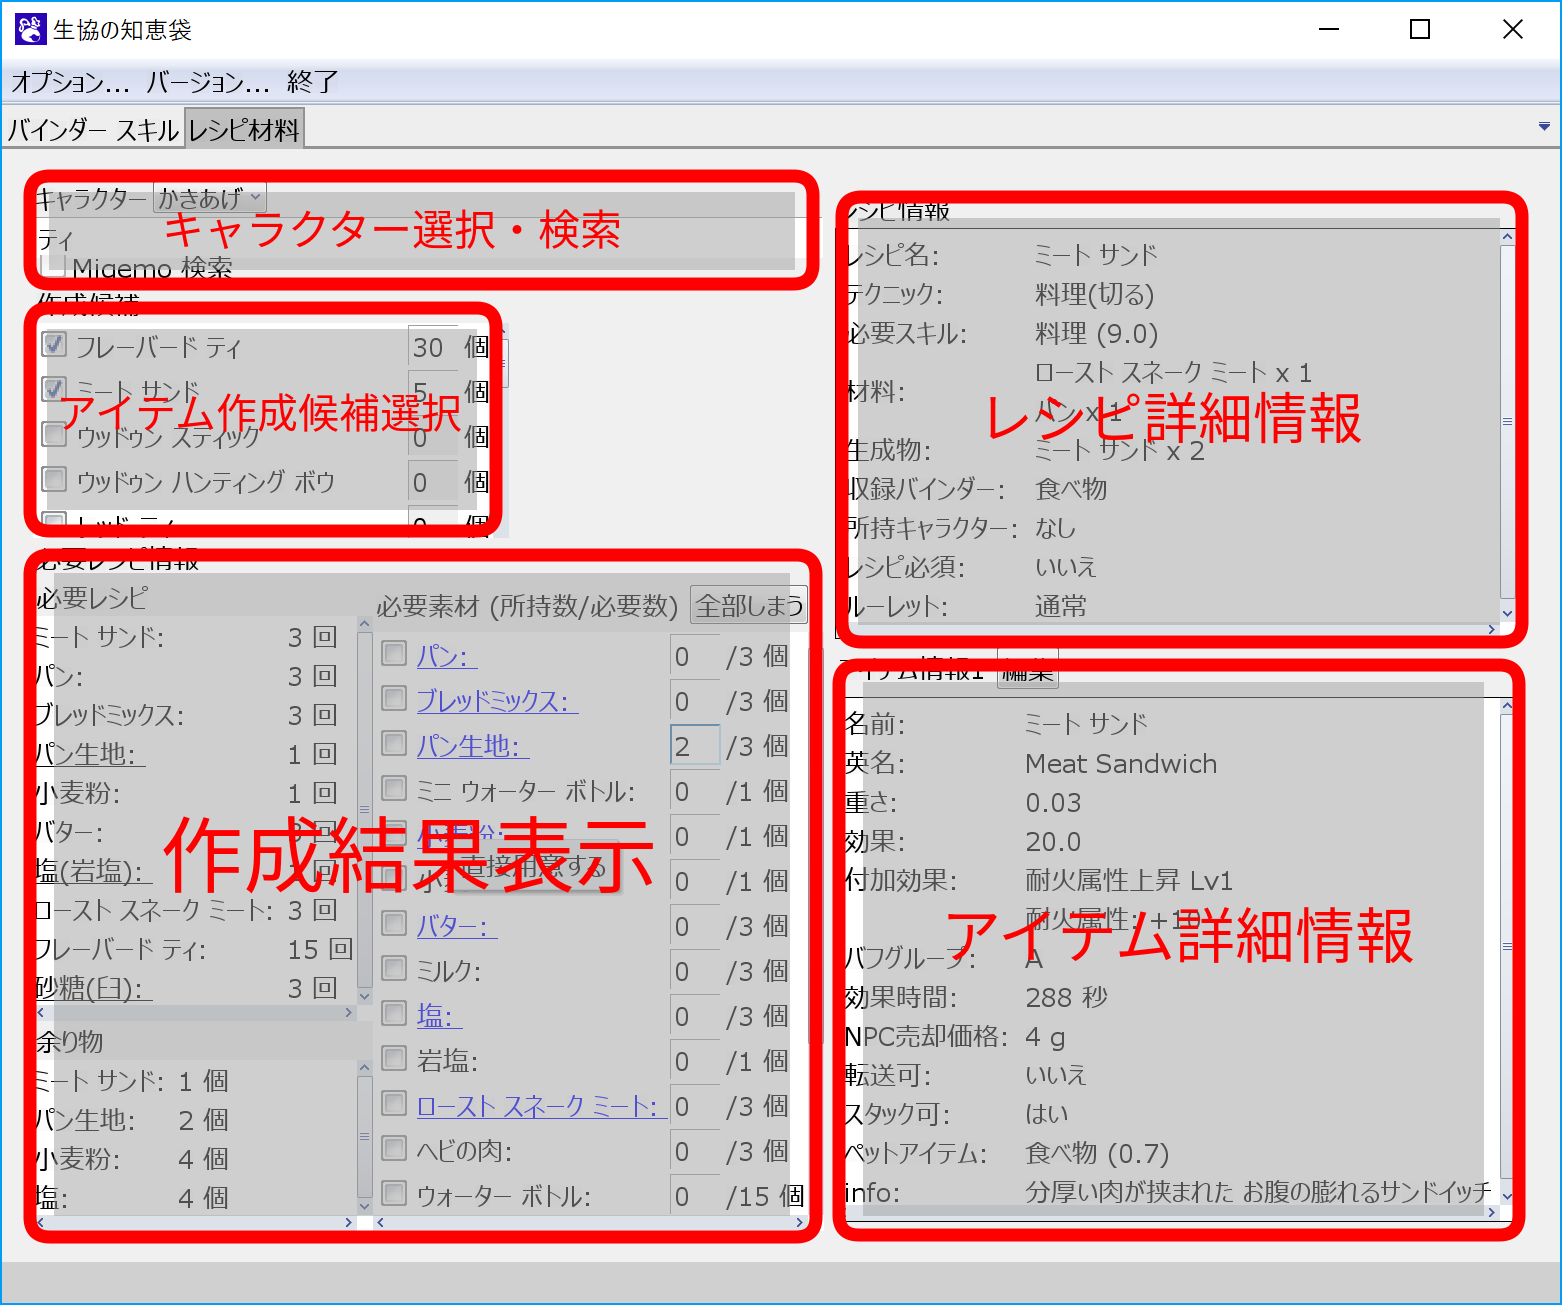 生協の知恵袋
オプション... バージョン... 終了
バインダー スキル レシピ材料
キャラクター かきあげ
ティ
キャラクター選択・検索
Migemo 検索
作成候補
フレーバード ティ 30 個
ミート サンド 5 個
アイテム作成候補選択
ウッドゥン スティック 0 個
ウッドゥン ハンティング ボウ 0 個
レッド ティ 0 個
必要レシピ情報
必要レシピ
ミート サンド: 3 回
パン: 3 回
ブレッドミックス: 3 回
パン生地: 1 回
小麦粉: 1 回
バター: 3 回
塩(岩塩): 回
ロースト スネーク ミート: 3 回
フレーバード ティ: 15 回
砂糖(臼): 3 回
余り物
ミート サンド: 1 個
パン生地: 2 個
小麦粉: 4 個
塩: 4 個
必要素材 (所持数/必要数) 全部しまう
パン: 0 /3 個
ブレッドミックス: 0 /3 個
パン生地: 2 /3 個
ミニ ウォーター ボトル: 0 /1 個
小麦粉: 0 /1 個
直接用意する
小 0 /1 個
作成結果表示
バター: 0 /3 個
ミルク: 0 /3 個
塩: 0 /3 個
岩塩: 0 /1 個
ロースト スネーク ミート: 0 /3 個
ヘビの肉: 0 /3 個
ウォーター ボトル: 0 /15 個
レシピ情報
レシピ名: ミート サンド
テクニック: 料理(切る)
必要スキル: 料理 (9.0)
材料: ロースト スネーク ミート x 1
パン x 1
レシピ詳細情報
生成物: ミート サンド x 2
収録バインダー: 食べ物
所持キャラクター: なし
レシピ必須: いいえ
ルーレット: 通常
アイテム情報1 編集
名前: ミート サンド
英名: Meat Sandwich
重さ: 0.03
効果: 20.0
付加効果: 耐火属性上昇 Lv1
耐火属性: +10
アイテム詳細情報
バフグループ: A
効果時間: 288 秒
NPC売却価格: 4 g
転送可: いいえ
スタック可: はい
ペットアイテム: 食べ物 (0.7)
info: 分厚い肉が挟まれた お腹の膨れるサンドイッチ